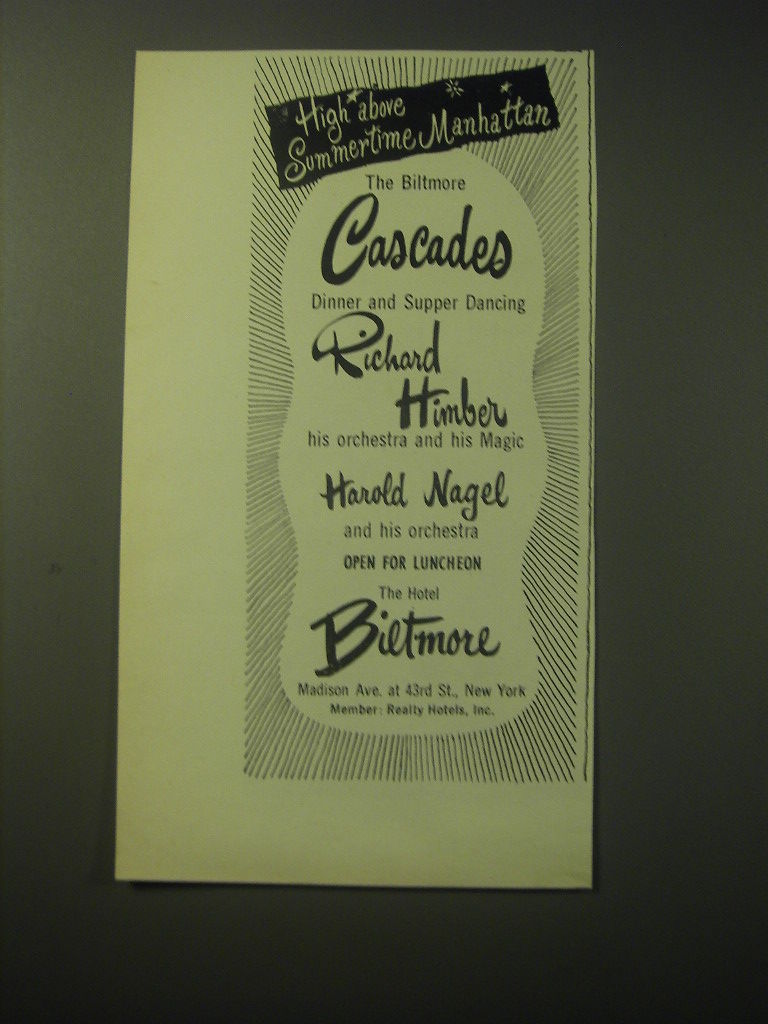 High above
Summertime Manhattan
The Biltmore
Cascades
Dinner and Supper Dancing
Richard
Himber
his orchestra and his Magic
Harold Nagel
and his orchestra
OPEN FOR LUNCHEON
The Hotel
Biltmore
Madison Ave. at 43rd St., New York
Member: Realty Hotels, Inc.